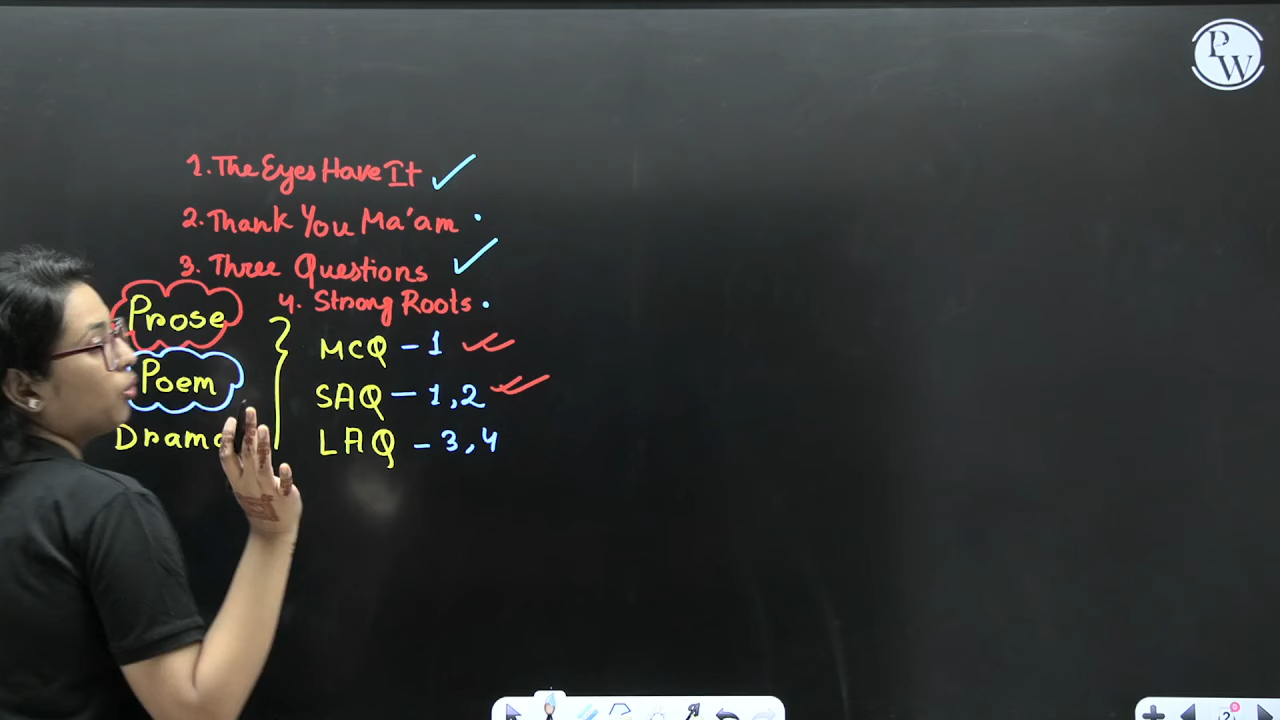 PW
1. The Eyes Have It
2. Thank You Ma'am
3. Three Questions
4. Strong Roots
Prose
MCQ - 1
Poem
SAQ - 1,2
Drama
LAQ - 3,4